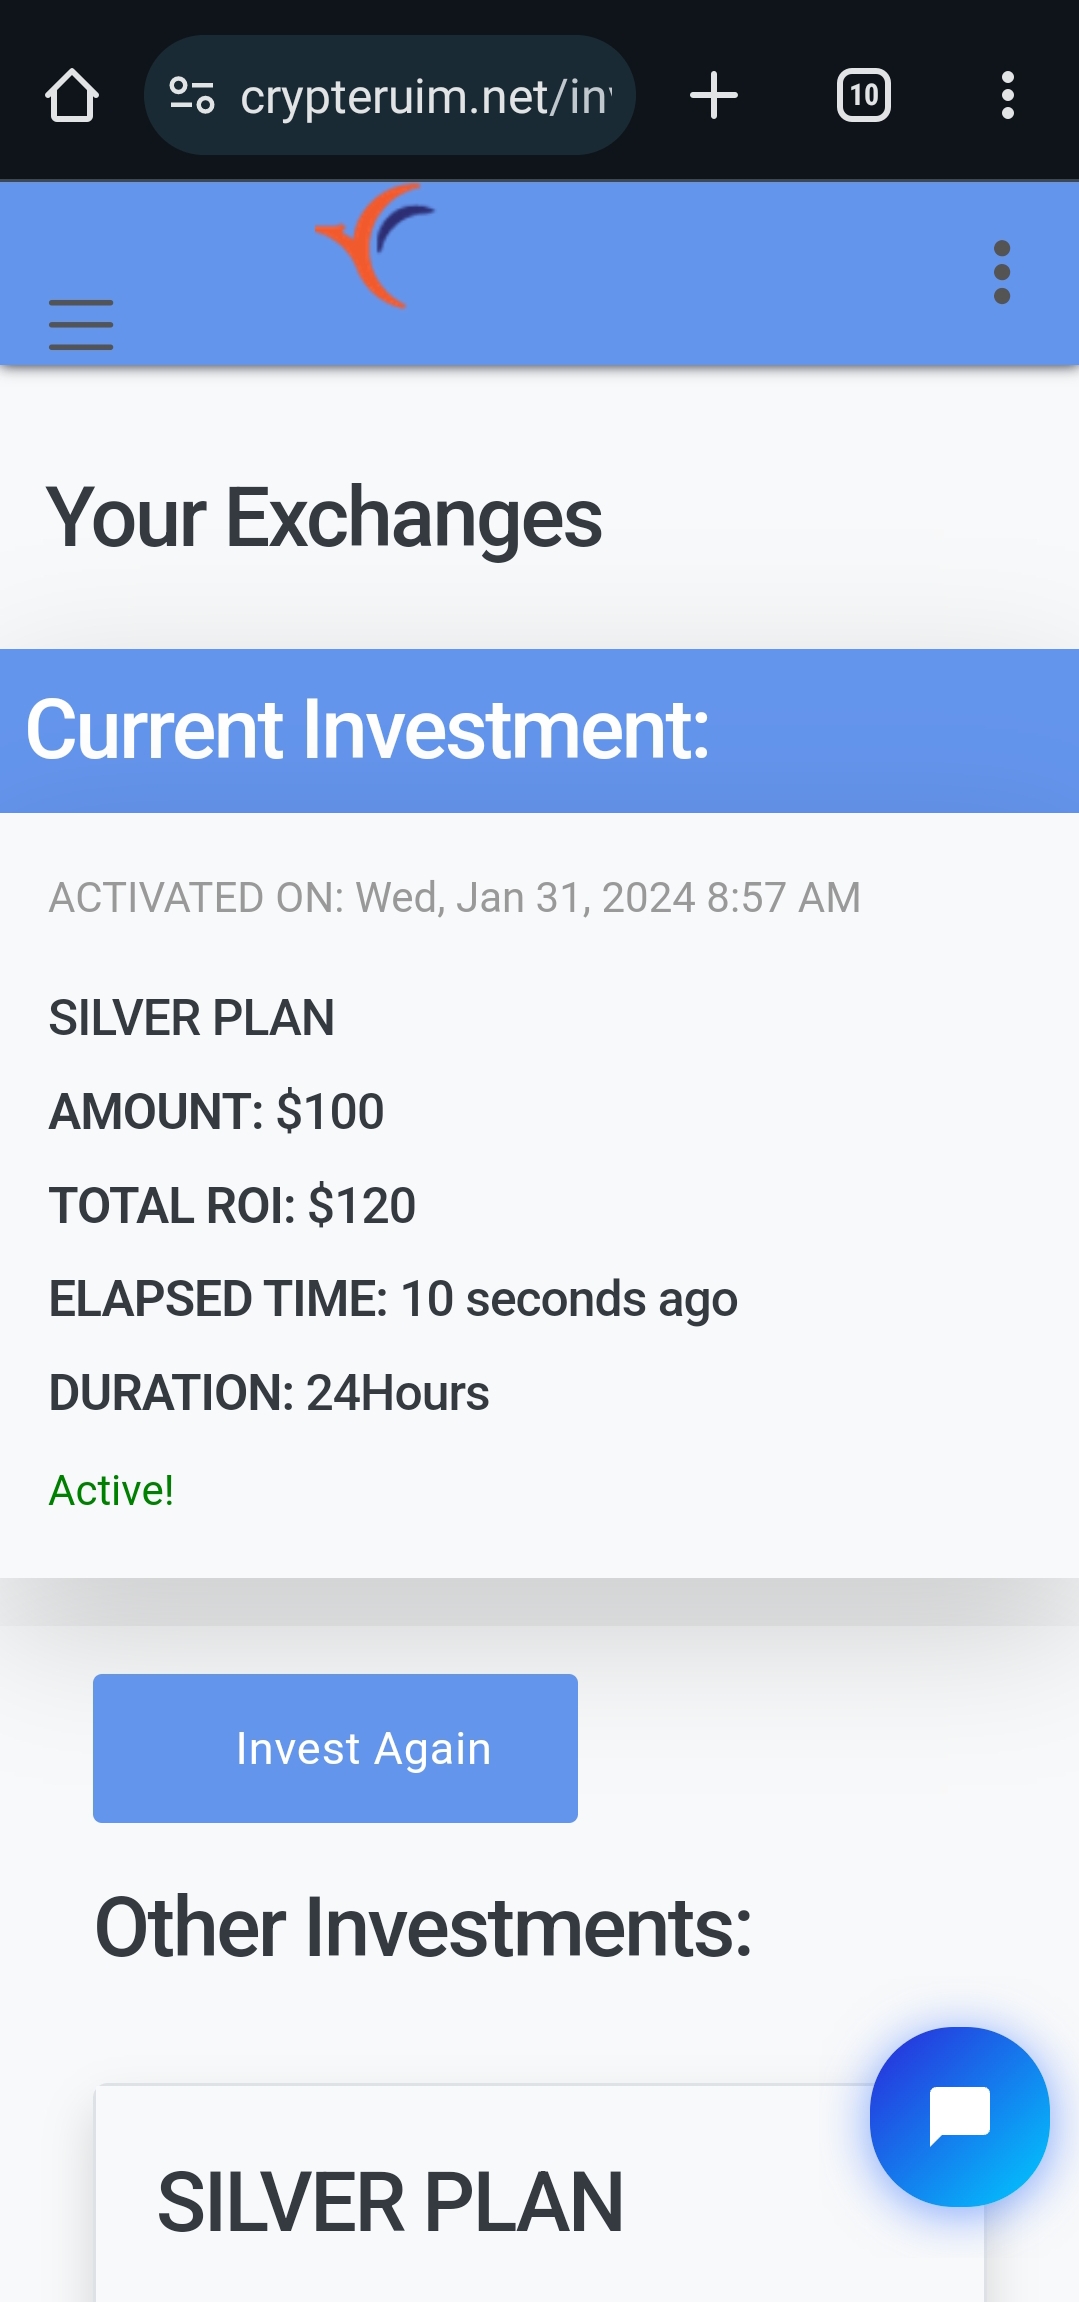 crypteruim.net/in
10
Your Exchanges
Current Investment:
ACTIVATED ON: Wed, Jan 31, 2024 8:57 AM
SILVER PLAN
AMOUNT: $100
TOTAL ROI: $120
ELAPSED TIME: 10 seconds ago
DURATION: 24Hours
Active!
Invest Again
Other Investments:
SILVER PLAN